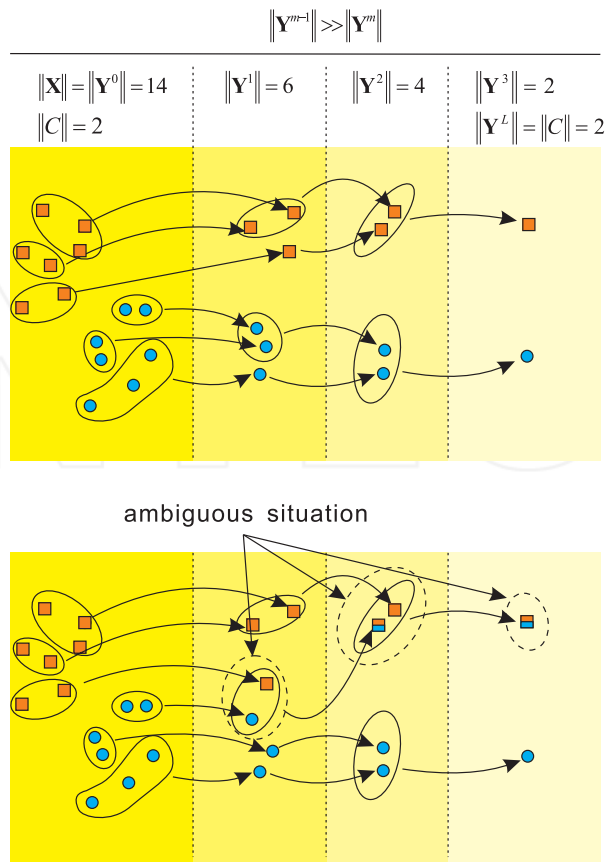 ‖Y^{m-1}‖ >> ‖Y^m‖
‖X‖ = ‖Y^0‖ = 14
‖C‖ = 2
‖Y^1‖ = 6
‖Y^2‖ = 4
‖Y^3‖ = 2
‖Y^L‖ = ‖C‖ = 2
ambiguous situation